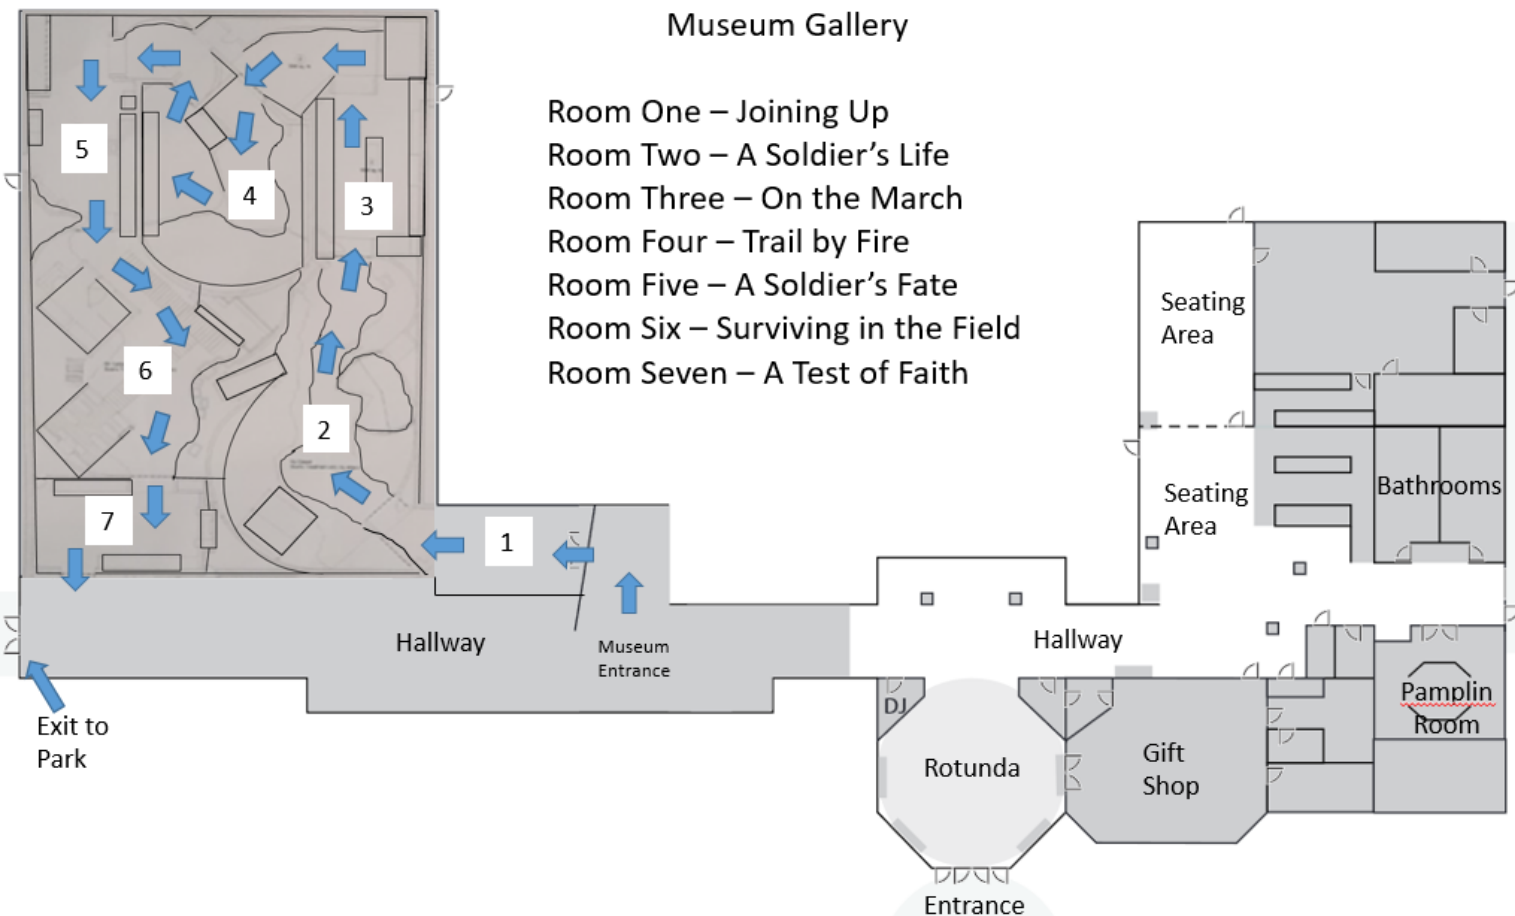 Museum Gallery
Room One – Joining Up
Room Two – A Soldier's Life
Room Three – On the March
Room Four – Trail by Fire
Room Five – A Soldier's Fate
Room Six – Surviving in the Field
Room Seven – A Test of Faith
5
4
3
6
2
7
1
Hallway
Museum
Entrance
Exit to
Park
Seating
Area
Seating
Area
Bathrooms
Hallway
DJ
Rotunda
Gift
Shop
Pamplin
Room
Entrance